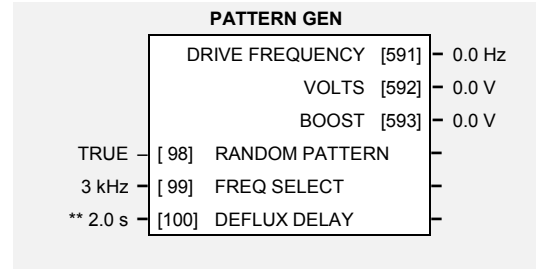 PATTERN GEN
DRIVE FREQUENCY [591] – 0.0 Hz
VOLTS [592] – 0.0 V
BOOST [593] – 0.0 V
TRUE – [ 98] RANDOM PATTERN –
3 kHz – [ 99] FREQ SELECT –
** 2.0 s – [100] DEFLUX DELAY –